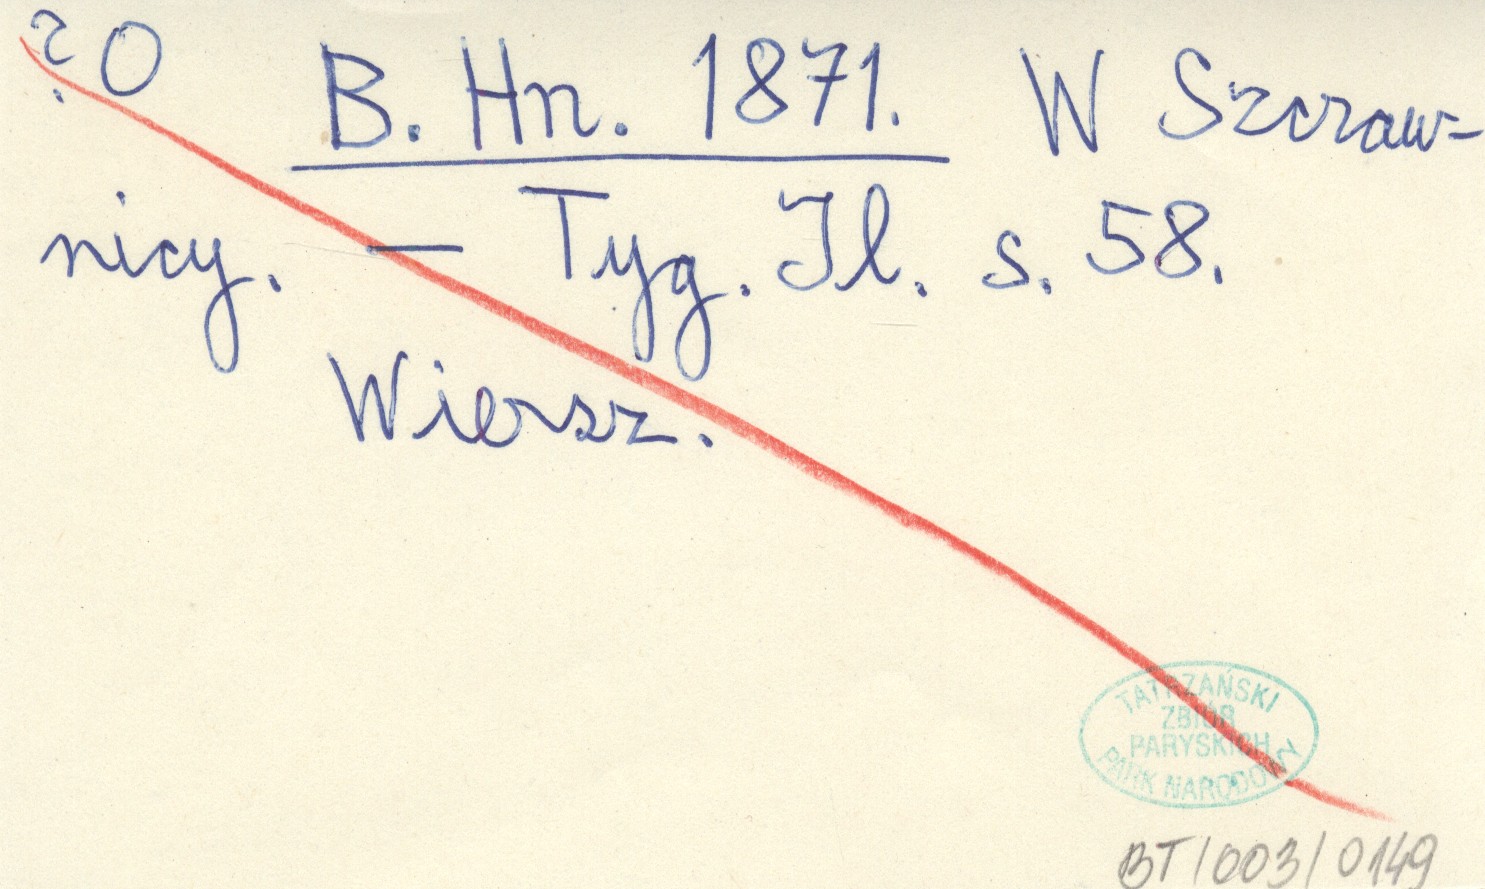 ? O B. Hn. 1871. W Szczaw-
nicy. — Tyg. Il. s. 58.
Wiersz.
TATRZAŃSKI
ZBIÓR
PARYSKICH
PARK NARODOWY
BT/003/0149